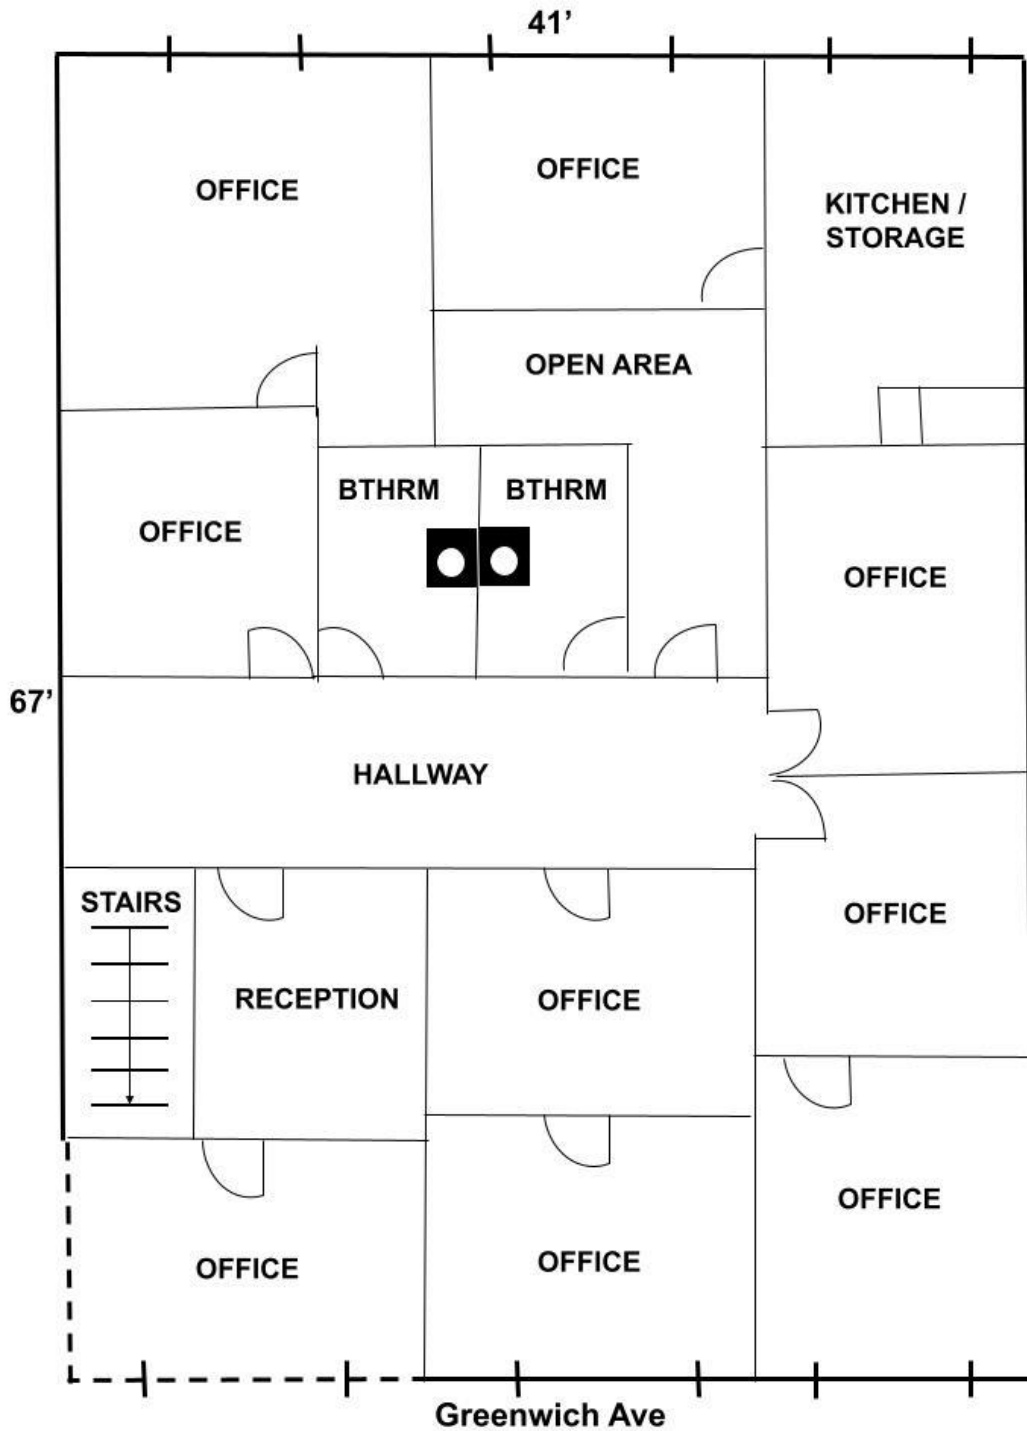 41’
OFFICE
OFFICE
KITCHEN /
STORAGE
OPEN AREA
BTHRM
BTHRM
OFFICE
OFFICE
67’
HALLWAY
STAIRS
OFFICE
RECEPTION
OFFICE
OFFICE
OFFICE
OFFICE
Greenwich Ave